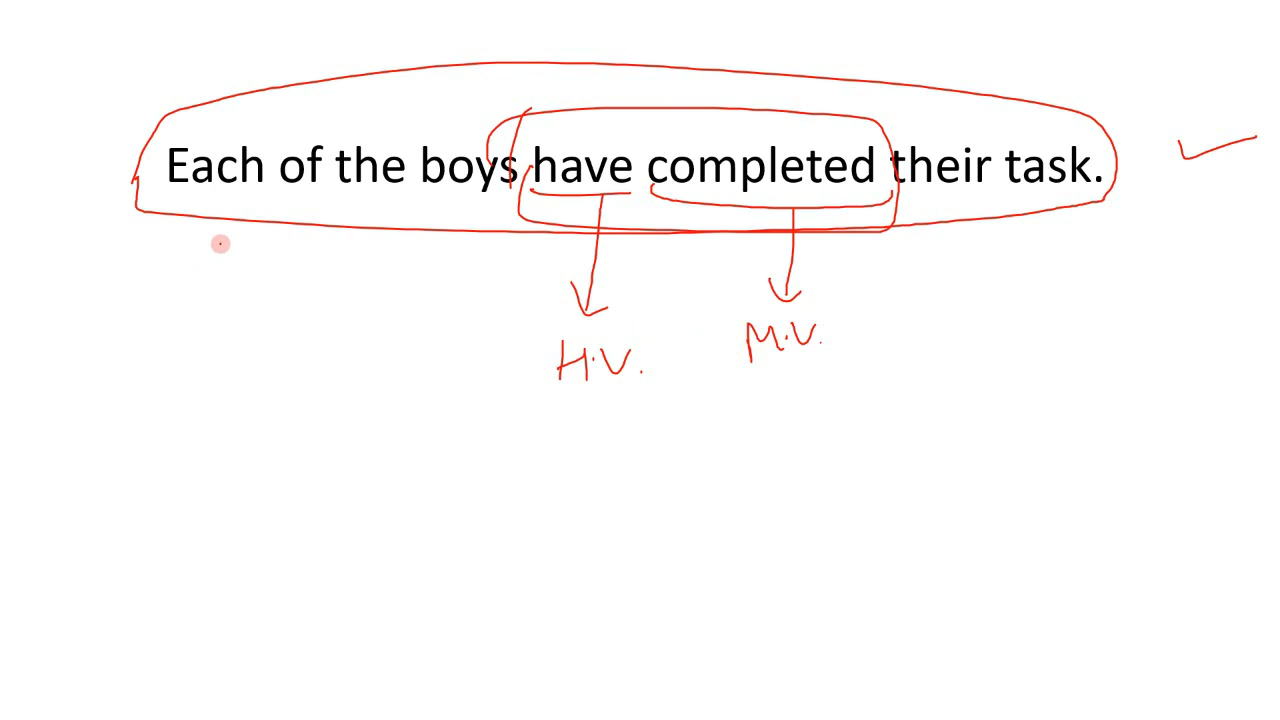 Each of the boys have completed their task.
H.V. M.V.